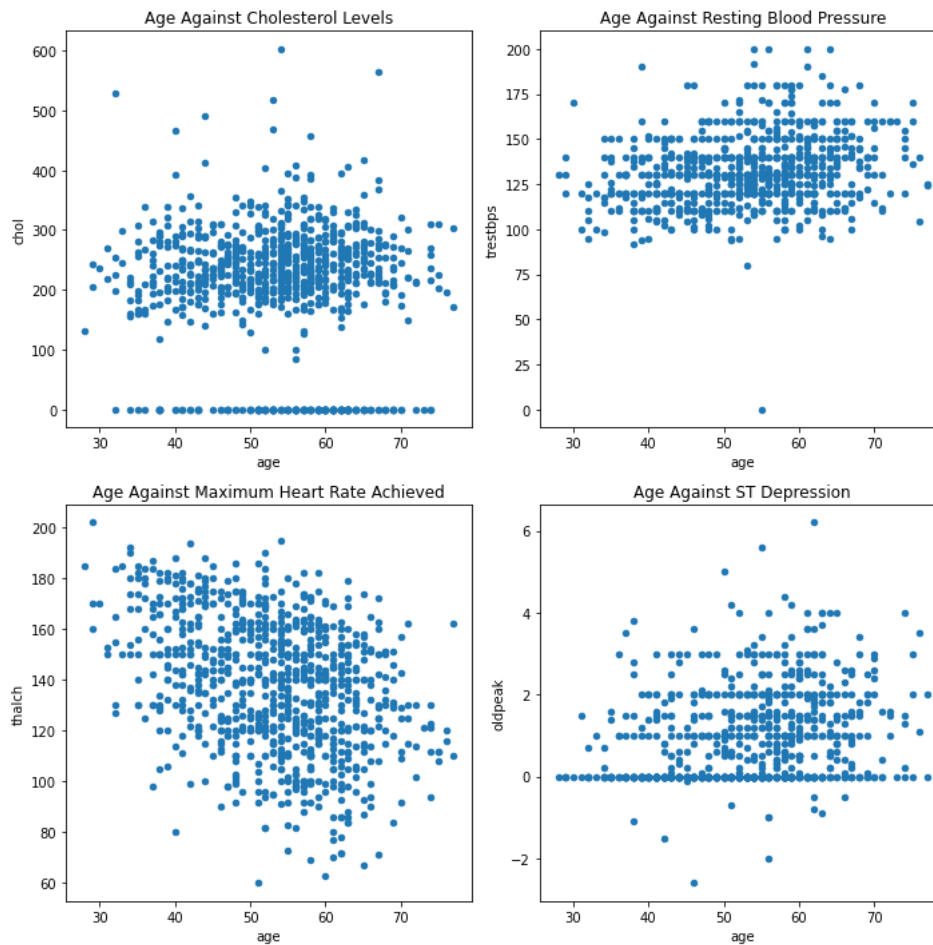 Age Against Cholesterol Levels
600
500
400
300
200
100
0
chol
30 40 50 60 70
age
Age Against Resting Blood Pressure
200
175
150
125
100
75
50
25
0
trestbps
30 40 50 60 70
age
Age Against Maximum Heart Rate Achieved
200
180
160
140
120
100
80
60
thalch
30 40 50 60 70
age
Age Against ST Depression
6
4
2
0
−2
oldpeak
30 40 50 60 70
age